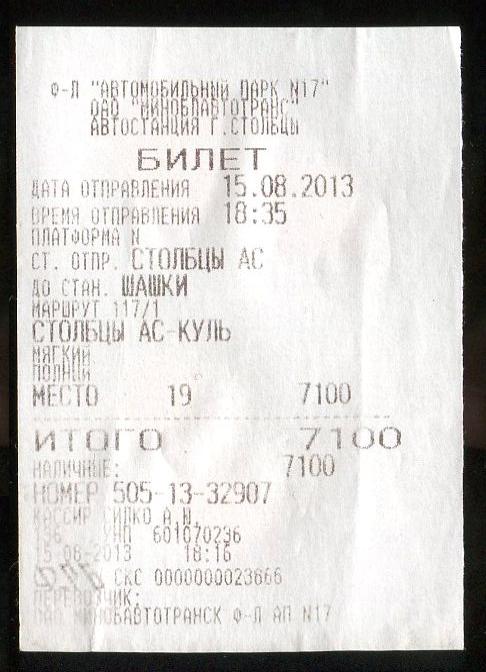 Ф-Л "АВТОМОБИЛЬНЫЙ ПАРК N17"
ОАО "МИНОБЛАВТОТРАНС"
АВТОСТАНЦИЯ Г.СТОЛБЦЫ
БИЛЕТ
ДАТА ОТПРАВЛЕНИЯ 15.08.2013
ВРЕМЯ ОТПРАВЛЕНИЯ 18:35
ПЛАТФОРМА N
СТ. ОТПР. СТОЛБЦЫ АС
ДО СТАН. ШАШКИ
МАРШРУТ 117/1
СТОЛБЦЫ АС-КУЛЬ
МЯГКИЙ
ПОЛНЫЙ
МЕСТО 19 7100
ИТОГО 7100
НАЛИЧНЫЕ: 7100
НОМЕР 505-13-32907
КАССИР СИЛКО А.Н.
УНП 601070236
15-08-2013 18:16
СКС 0000000023666
ПЕРЕВОЗЧИК:
ОАО МИНОБАВТОТРАНСК Ф-Л АП N17